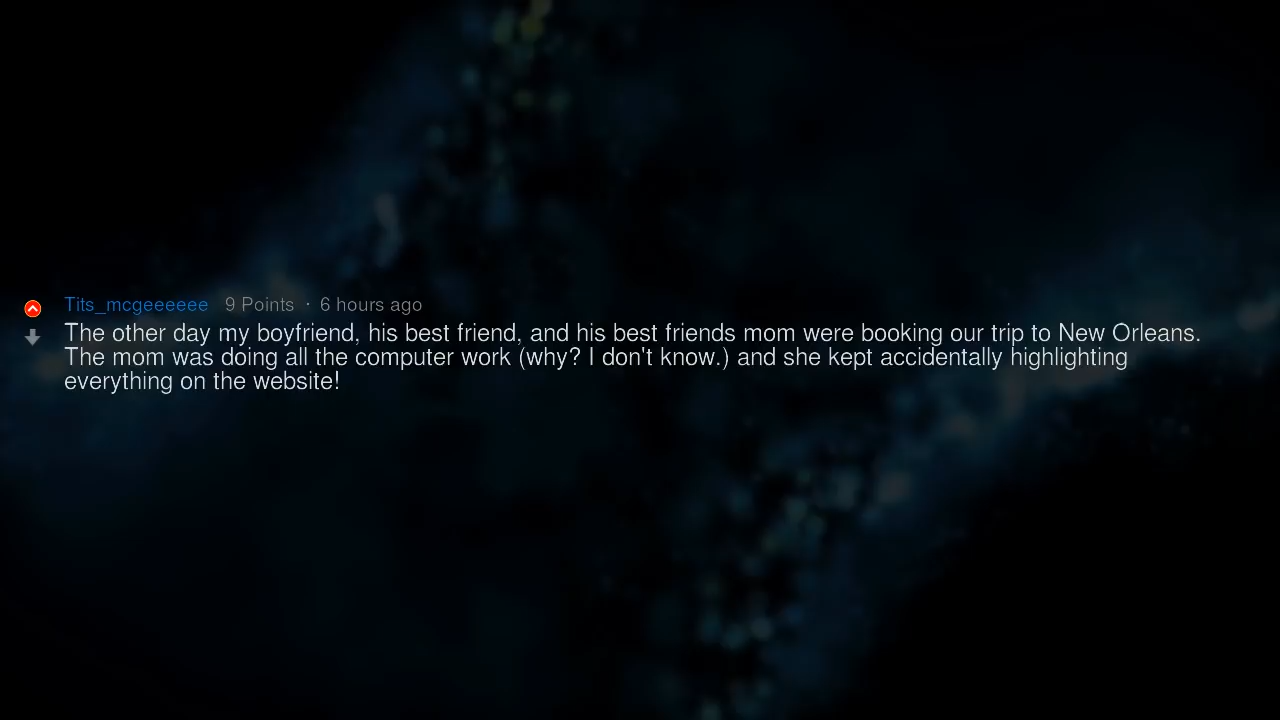 Tits_mcgeeeeee 9 Points · 6 hours ago
The other day my boyfriend, his best friend, and his best friends mom were booking our trip to New Orleans.
The mom was doing all the computer work (why? I don't know.) and she kept accidentally highlighting
everything on the website!